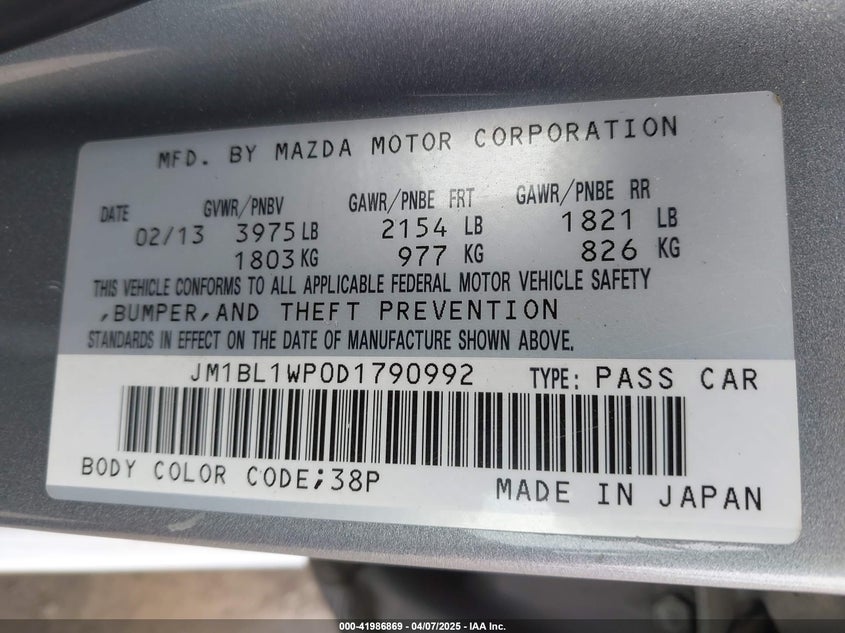 MFD. BY MAZDA MOTOR CORPORATION
DATE GVWR/PNBV GAWR/PNBE FRT GAWR/PNBE RR
02/13 3975 LB 2154 LB 1821 LB
1803 KG 977 KG 826 KG
THIS VEHICLE CONFORMS TO ALL APPLICABLE FEDERAL MOTOR VEHICLE SAFETY
,BUMPER,AND THEFT PREVENTION
STANDARDS IN EFFECT ON THE DATE OF MANUFACTURE SHOWN ABOVE.
JM1BL1WP0D1790992 TYPE: PASS CAR
BODY COLOR CODE;38P MADE IN JAPAN
000-41986869 - 04/07/2025 - IAA Inc.